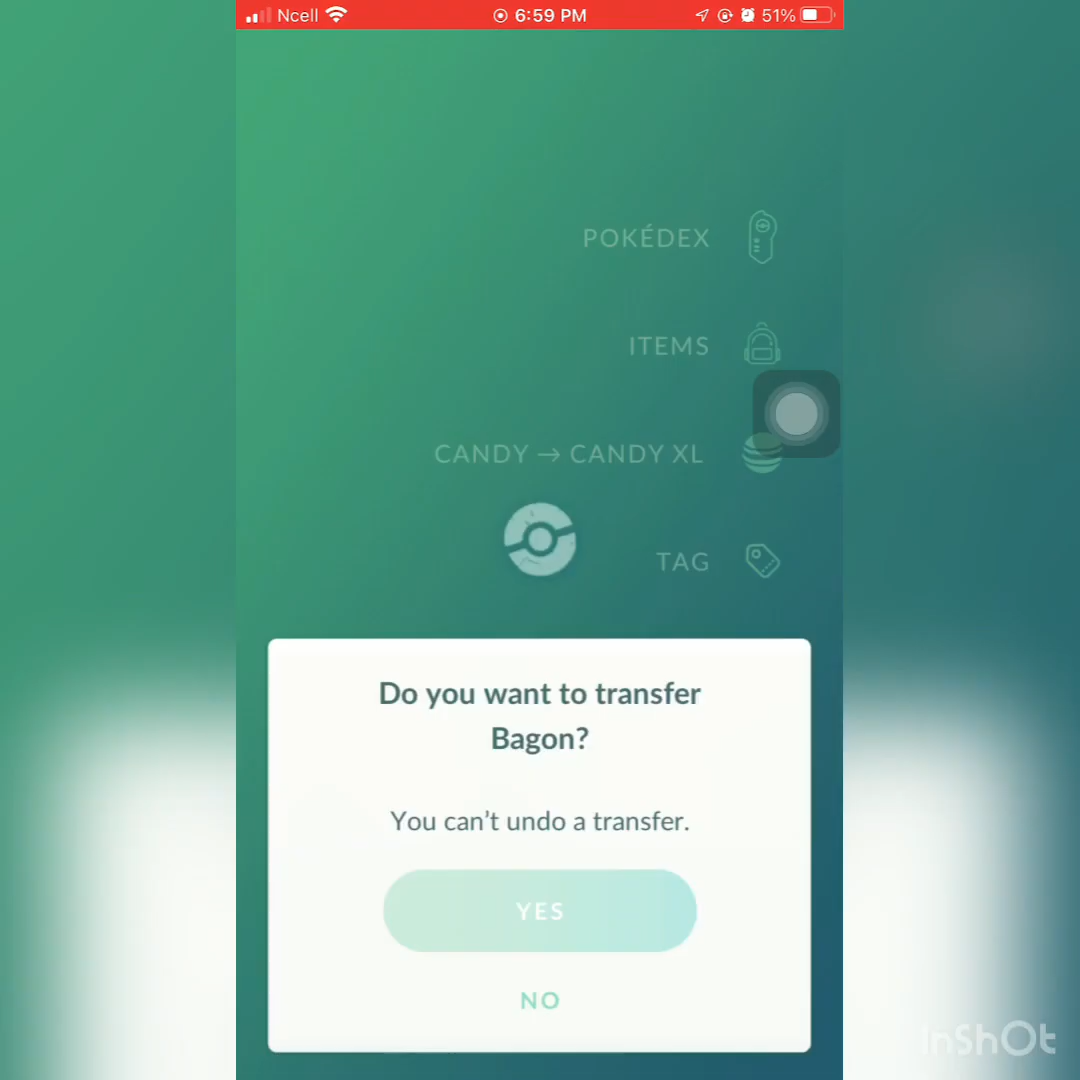 Ncell 6:59 PM 51%
POKÉDEX
ITEMS
CANDY → CANDY XL
TAG
Do you want to transfer
Bagon?
You can't undo a transfer.
YES
NO
InShOt